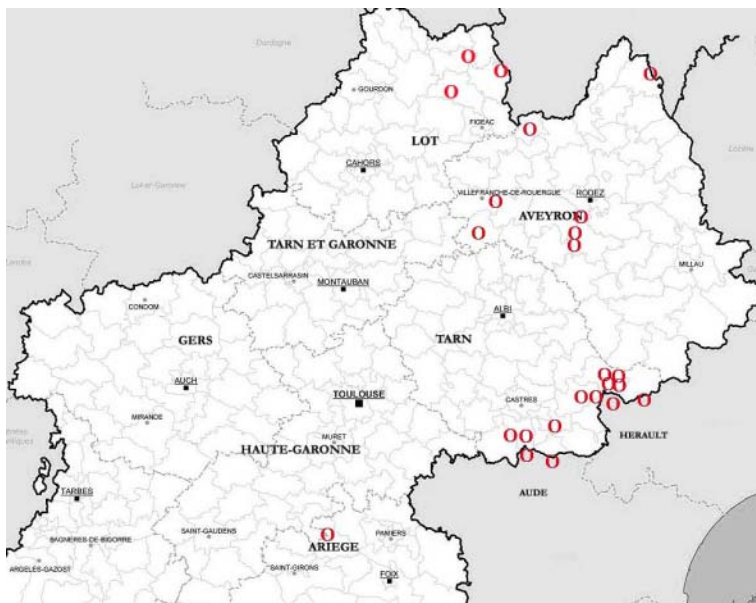 Dordogne
GOURDON
FIGEAC
LOT
Lozère
CAHORS
Lot-et-Garonne
VILLEFRANCHE-DE-ROUERGUE
RODEZ
AVEYRON
TARN ET GARONNE
CASTELSARRASIN
MONTAUBAN
MILLAU
CONDOM
ALBI
GERS
TARN
AUCH
TOULOUSE
CASTRES
MIRANDE
MURET
HERAULT
HAUTE-GARONNE
TARBES
AUDE
SAINT-GAUDENS
BAGNERES-DE-BIGORRE
PAMIERS
ARIEGE
ARGELES-GAZOST
SAINT-GIRONS
FOIX